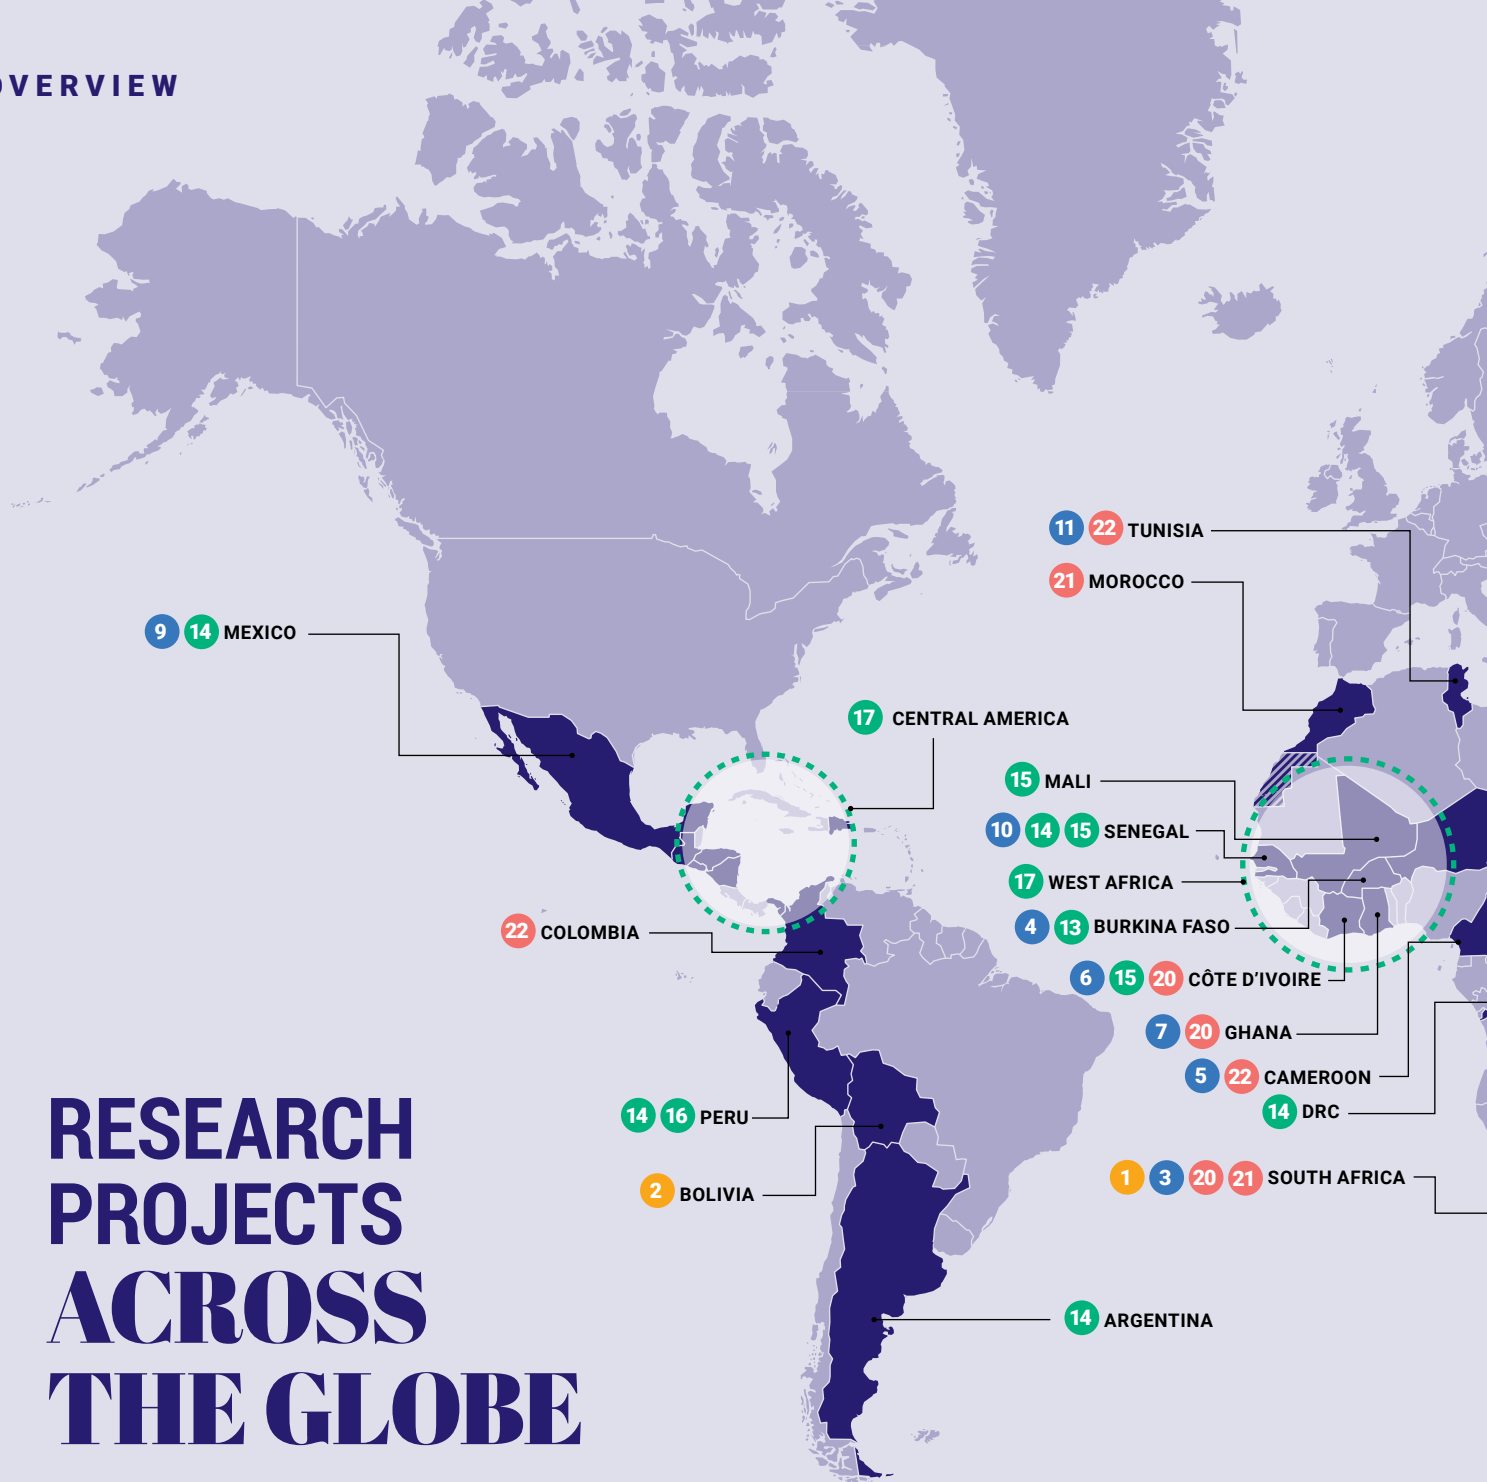 OVERVIEW
11 22 TUNISIA
21 MOROCCO
9 14 MEXICO
17 CENTRAL AMERICA
15 MALI
10 14 15 SENEGAL
17 WEST AFRICA
4 13 BURKINA FASO
22 COLOMBIA
6 15 20 CÔTE D'IVOIRE
7 20 GHANA
5 22 CAMEROON
14 DRC
14 16 PERU
1 3 20 21 SOUTH AFRICA
2 BOLIVIA
14 ARGENTINA
RESEARCH
PROJECTS
ACROSS
THE GLOBE